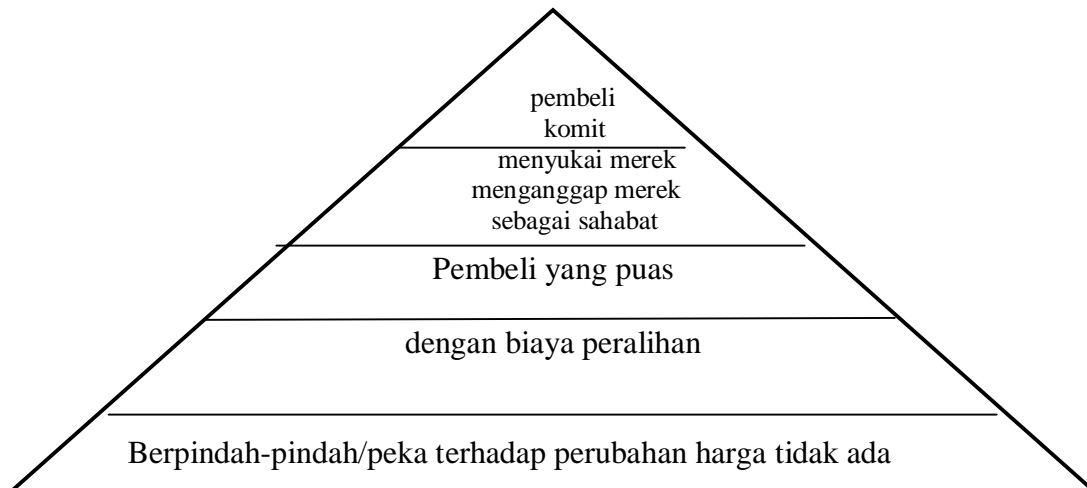 pembeli
komit
menyukai merek
menganggap merek
sebagai sahabat
Pembeli yang puas
dengan biaya peralihan
Berpindah-pindah/peka terhadap perubahan harga tidak ada